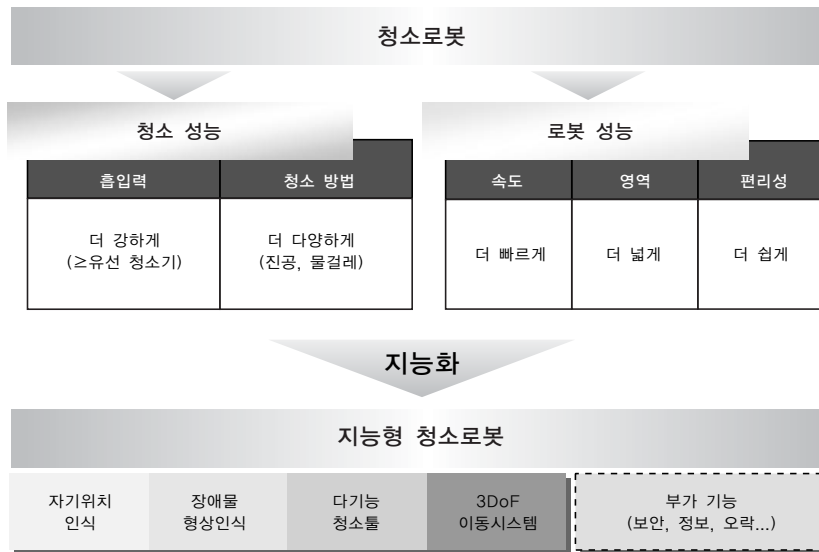 청소로봇
청소 성능
로봇 성능
흡입력
청소 방법
속도
영역
편리성
더 강하게
(≥유선 청소기)
더 다양하게
(진공, 물걸레)
더 빠르게
더 넓게
더 쉽게
지능화
지능형 청소로봇
자기위치
인식
장애물
형상인식
다기능
청소툴
3DoF
이동시스템
부가 기능
(보안, 정보, 오락...)